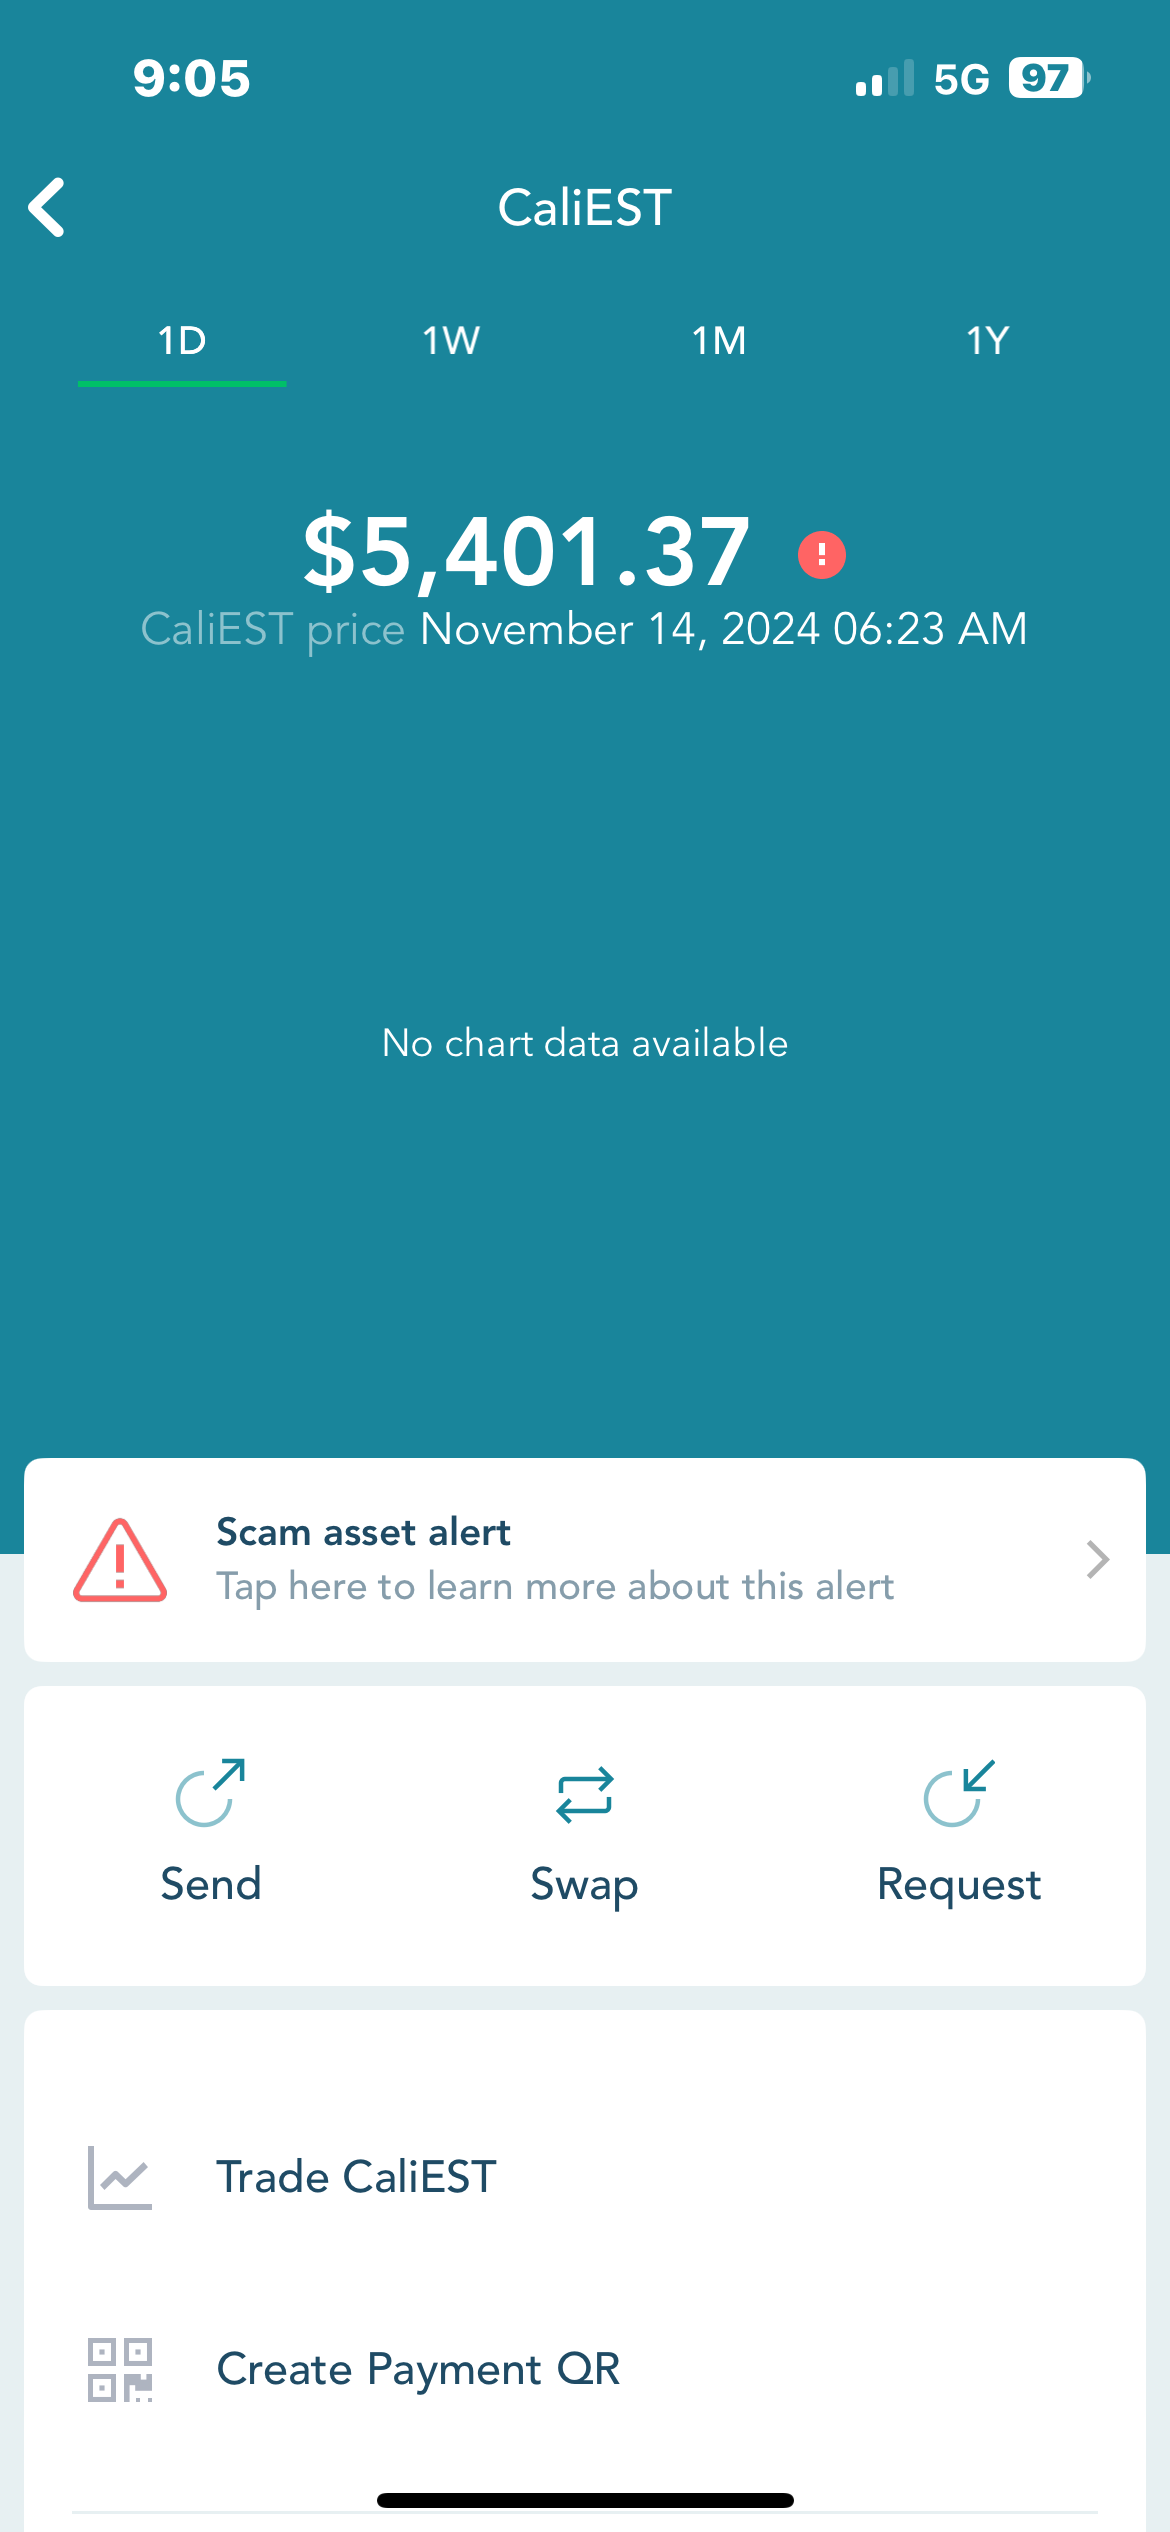 9:05
5G 97
CaliEST
1D 1W 1M 1Y
$5,401.37 !
CaliEST price November 14, 2024 06:23 AM
No chart data available
Scam asset alert
Tap here to learn more about this alert
Send Swap Request
Trade CaliEST
Create Payment QR